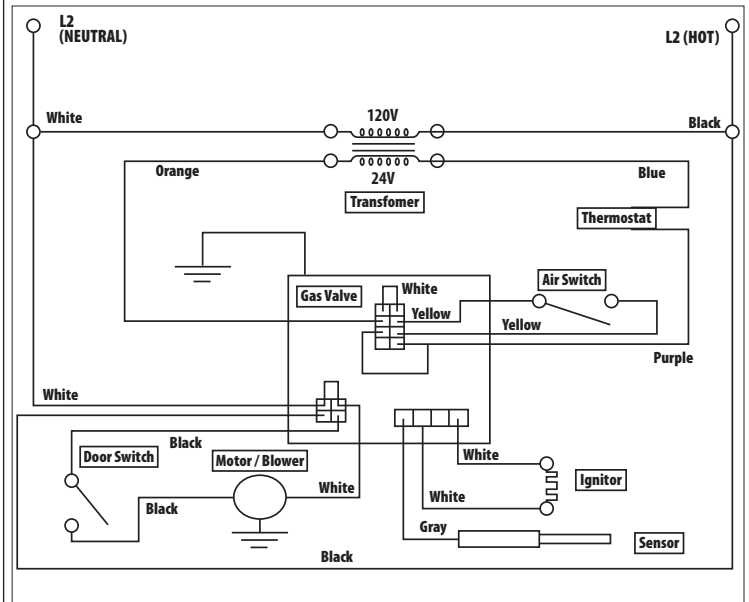 L2
(NEUTRAL)
L2 (HOT)
White
120V
Black
Orange
24V
Blue
Transfomer
Thermostat
Gas Valve
White
Air Switch
Yellow
Yellow
Purple
White
Black
Door Switch
Motor / Blower
White
Ignitor
White
White
Black
Gray
Sensor
Black